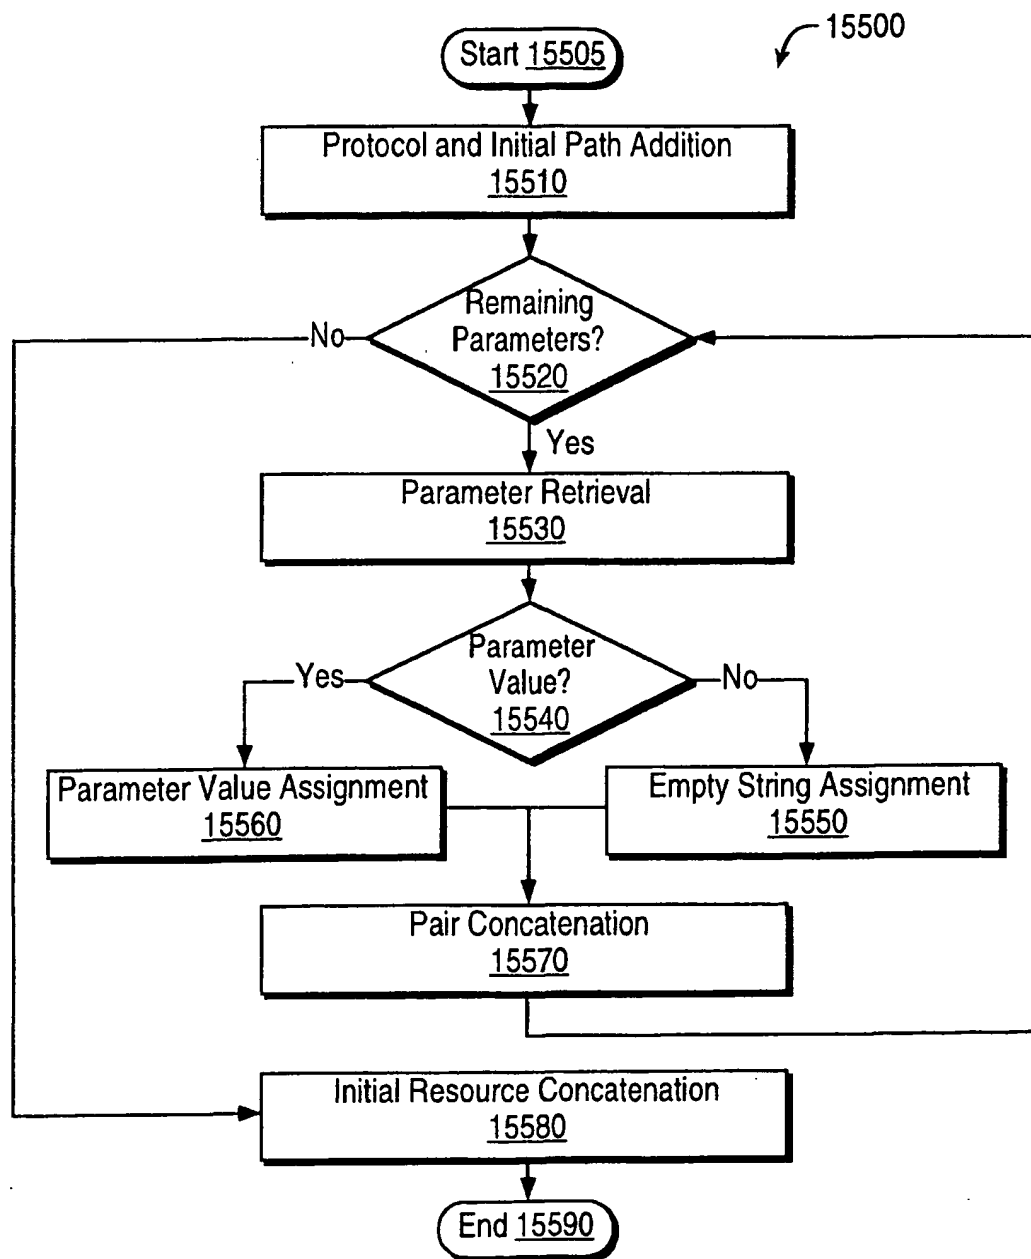 15500
Start 15505
Protocol and Initial Path Addition
15510
Remaining
Parameters?
15520
No
Yes
Parameter Retrieval
15530
Parameter
Value?
15540
Yes
No
Parameter Value Assignment
15560
Empty String Assignment
15550
Pair Concatenation
15570
Initial Resource Concatenation
15580
End 15590